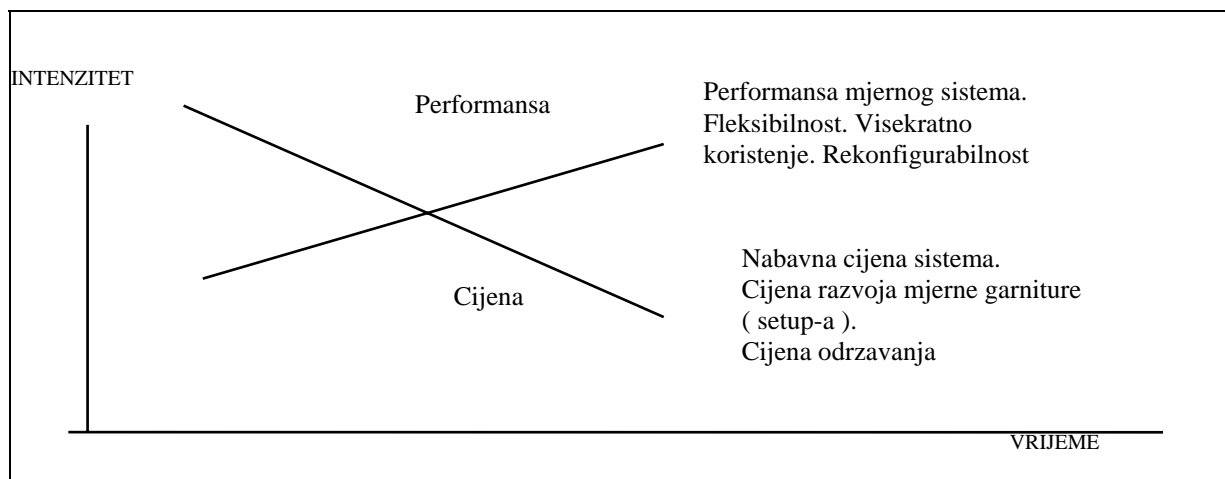 INTENZITET
Performansa
Performansa mjernog sistema.
Fleksibilnost. Visekratno
koristenje. Rekonfigurabilnost
Cijena
Nabavna cijena sistema.
Cijena razvoja mjerne garniture
( setup-a ).
Cijena odrzavanja
VRIJEME